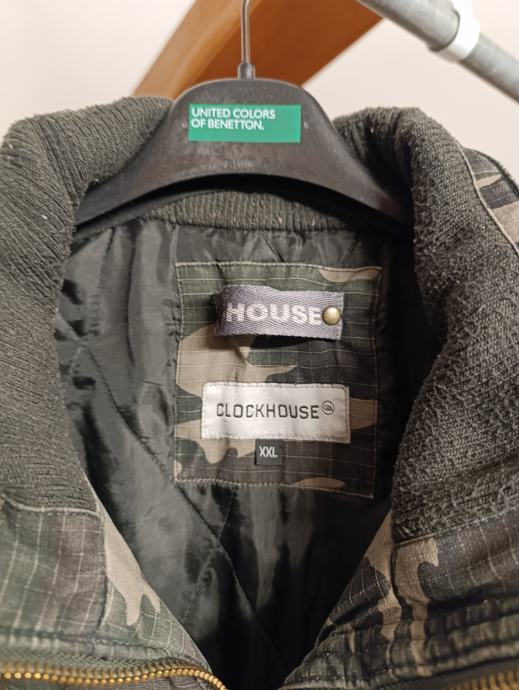 UNITED COLORS
OF BENETTON.
HOUSE
CLOCKHOUSE C&A
XXL